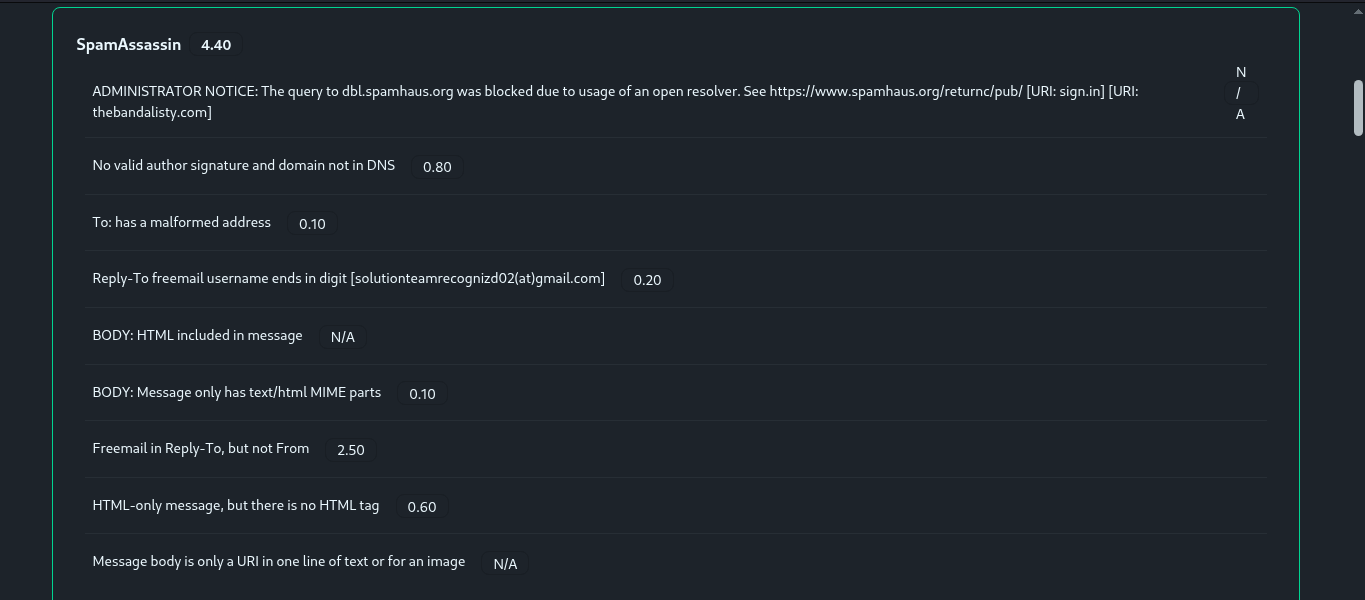 SpamAssassin 4.40
ADMINISTRATOR NOTICE: The query to dbl.spamhaus.org was blocked due to usage of an open resolver. See https://www.spamhaus.org/returnc/pub/ [URI: sign.in] [URI:
thebandalisty.com]
N
/
A
No valid author signature and domain not in DNS 0.80
To: has a malformed address 0.10
Reply-To freemail username ends in digit [solutionteamrecognizd02(at)gmail.com] 0.20
BODY: HTML included in message N/A
BODY: Message only has text/html MIME parts 0.10
Freemail in Reply-To, but not From 2.50
HTML-only message, but there is no HTML tag 0.60
Message body is only a URI in one line of text or for an image N/A